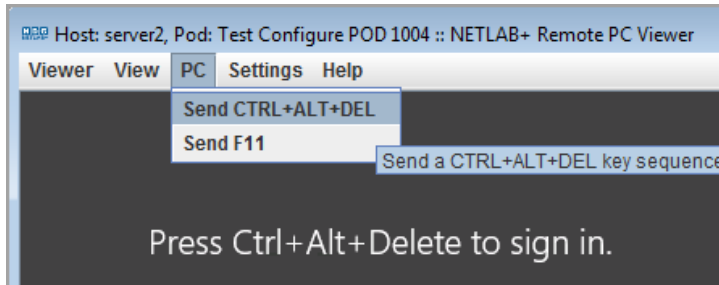 Host: server2, Pod: Test Configure POD 1004 :: NETLAB+ Remote PC Viewer
Viewer View PC Settings Help
Send CTRL+ALT+DEL
Send F11
Send a CTRL+ALT+DEL key sequence
Press Ctrl+Alt+Delete to sign in.